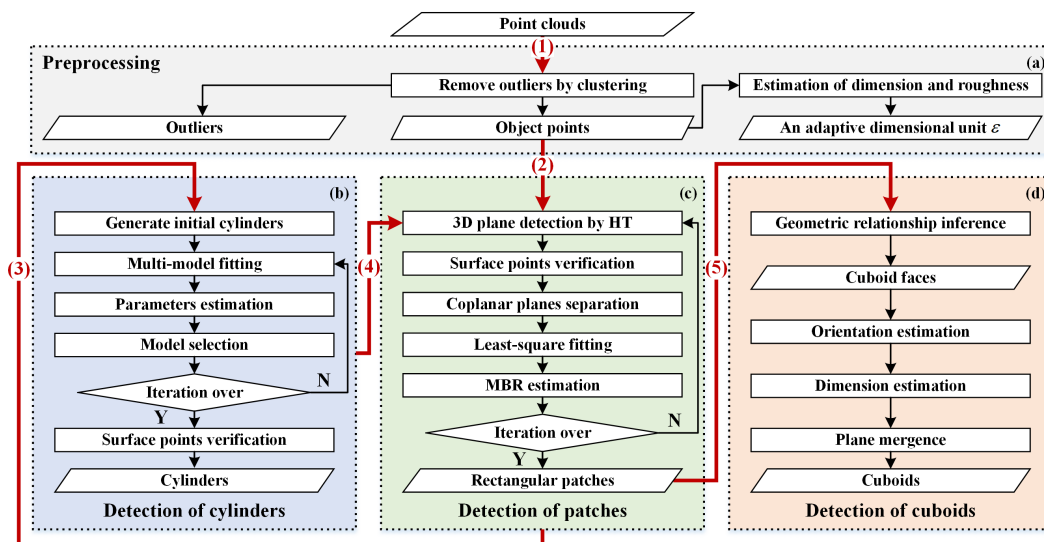 Point clouds
(1)
Preprocessing
(a)
Remove outliers by clustering
Estimation of dimension and roughness
Outliers
Object points
An adaptive dimensional unit ε
(2)
(3)
(b)
Generate initial cylinders
Multi-model fitting
Parameters estimation
Model selection
Iteration over
N
Y
Surface points verification
Cylinders
Detection of cylinders
(4)
(c)
3D plane detection by HT
Surface points verification
Coplanar planes separation
Least-square fitting
MBR estimation
Iteration over
N
Y
Rectangular patches
Detection of patches
(5)
(d)
Geometric relationship inference
Cuboid faces
Orientation estimation
Dimension estimation
Plane mergence
Cuboids
Detection of cuboids